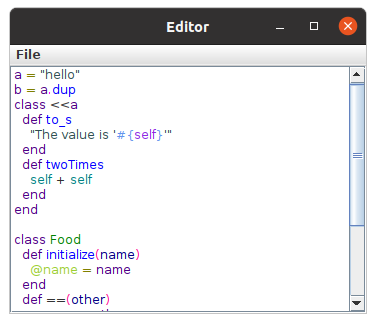 Editor
File
a = "hello"
b = a.dup
class <<a
  def to_s
    "The value is '#{self}'"
  end
  def twoTimes
    self + self
  end
end

class Food
  def initialize(name)
    @name = name
  end
  def ==(other)